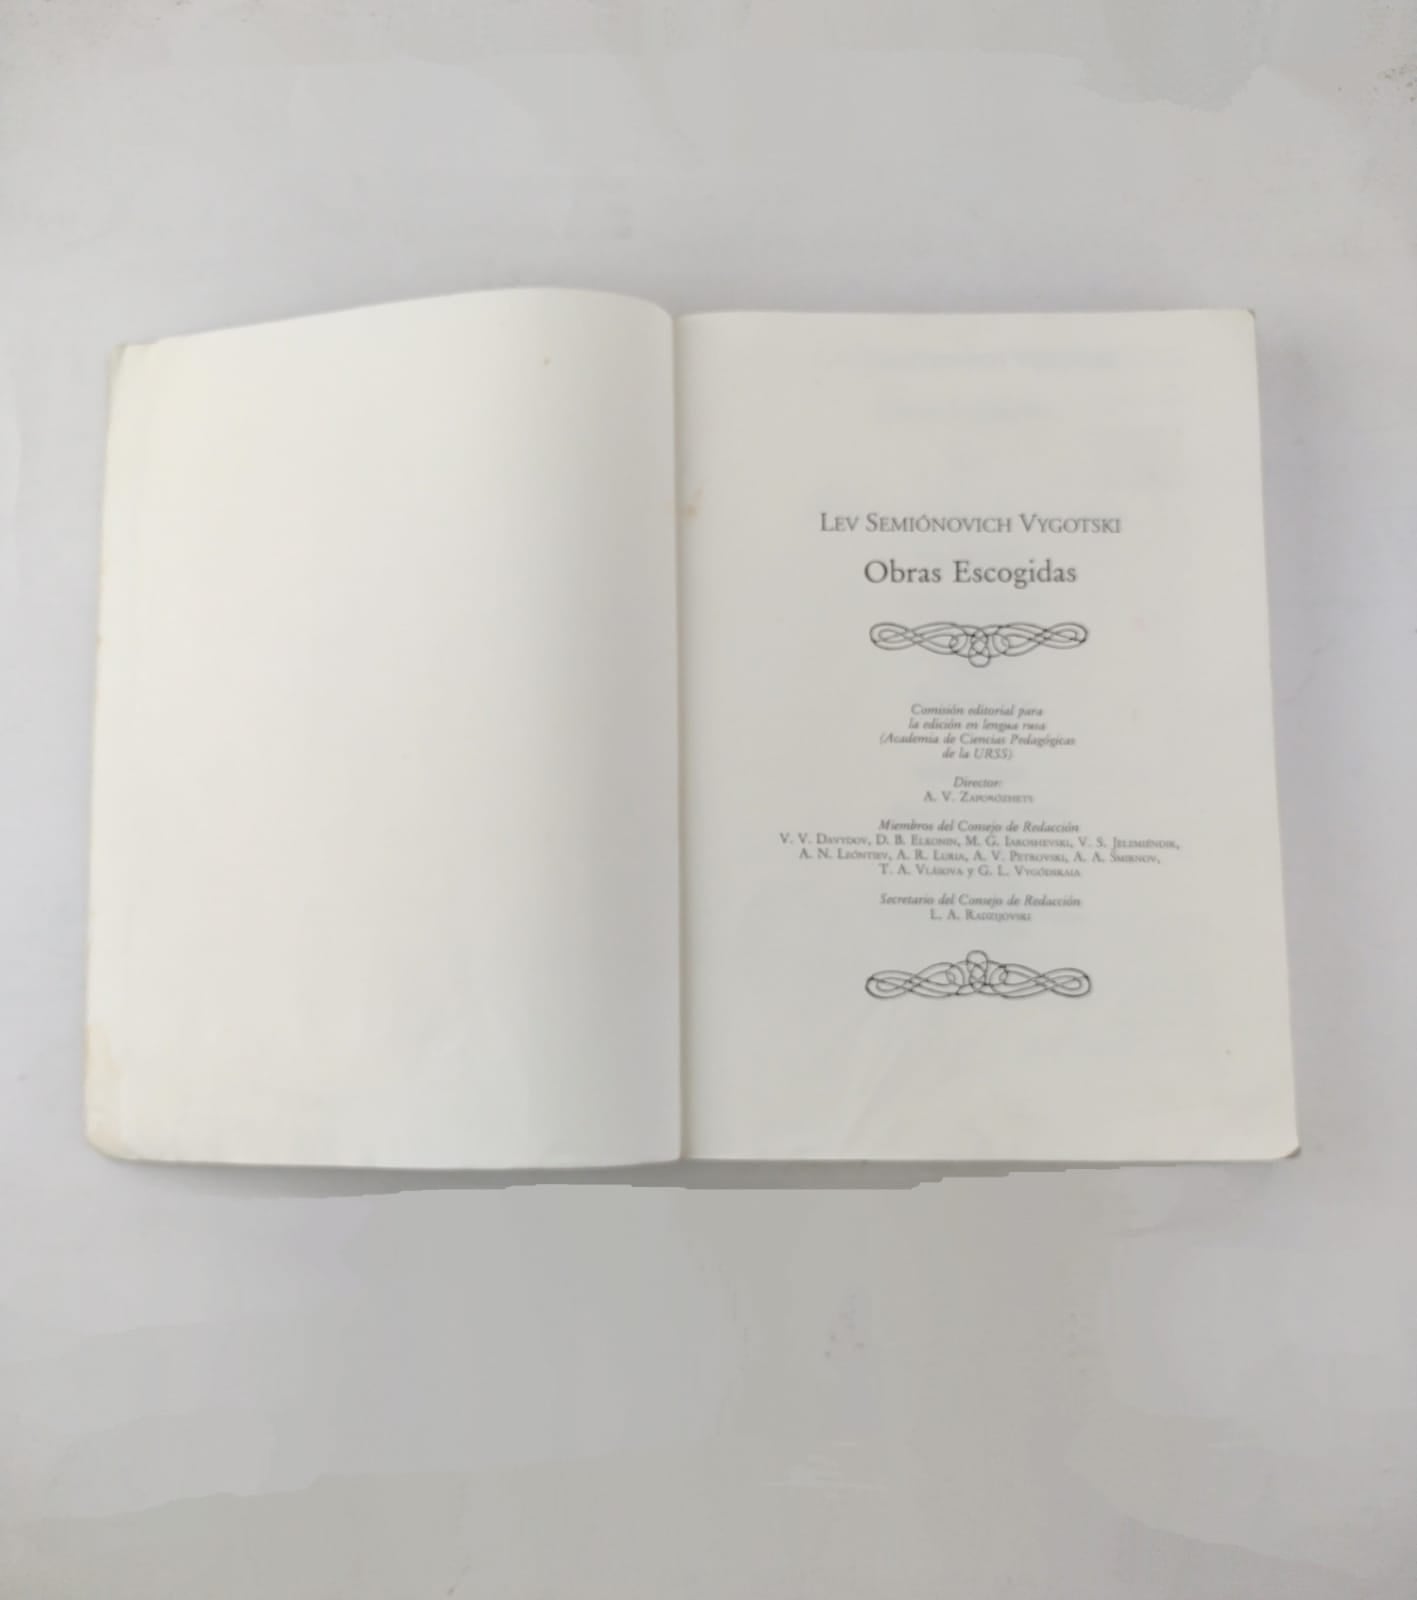 LEV SEMIÓNOVICH VYGOTSKI
Obras Escogidas
Comisión editorial para
la edición en lengua rusa
(Academia de Ciencias Pedagógicas
de la URSS)
Director:
A. V. ZAPORÓZHETS
Miembros del Consejo de Redacción
V. V. DAVYDOV, D. B. ELKONIN, M. G. IAROSHEVSKI, V. S. JELEMIÉNDIK,
A. N. LEÓNTIEV, A. R. LURIA, A. V. PETROVSKI, A. A. SMIRNOV,
T. A. VLÁSOVA y G. L. VYGÓDSKAIA
Secretario del Consejo de Redacción
L. A. RADZIJOVSKI